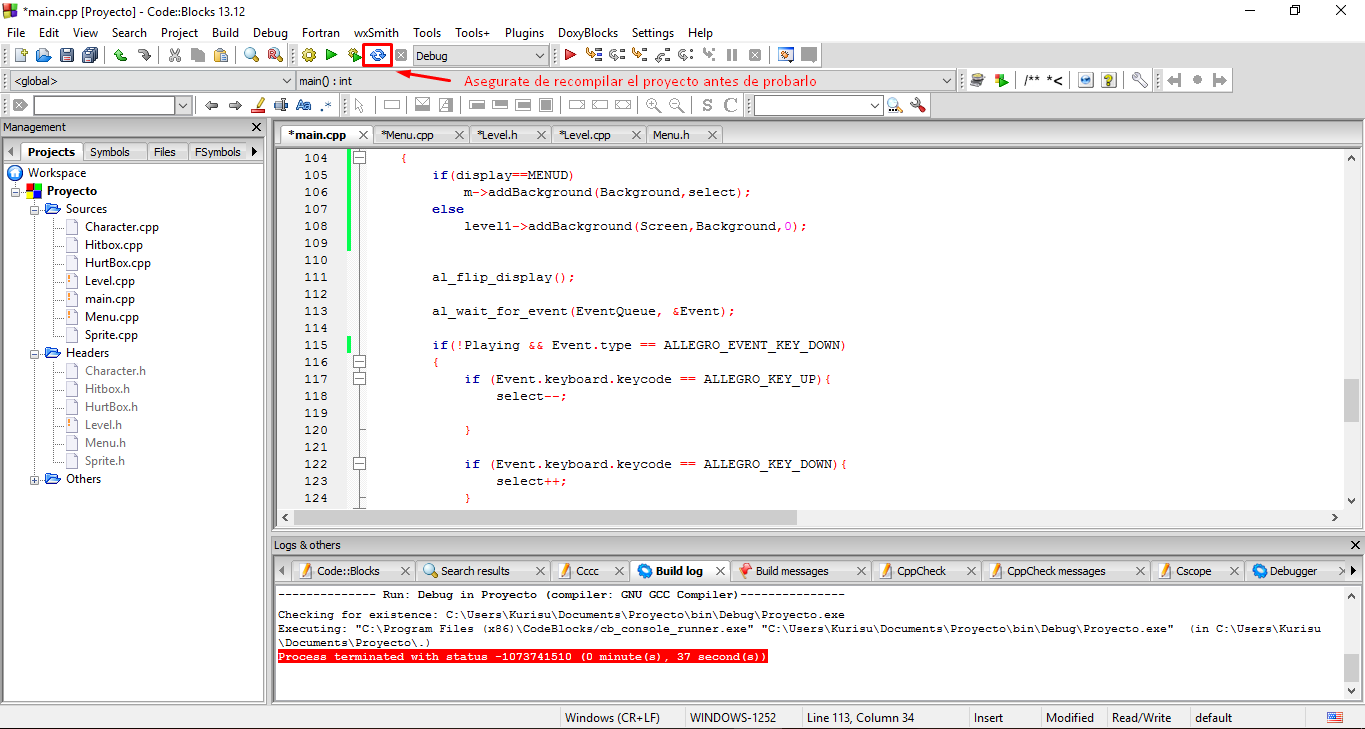 *main.cpp [Proyecto] - Code::Blocks 13.12
File Edit View Search Project Build Debug Fortran wxSmith Tools Tools+ Plugins DoxyBlocks Settings Help
Debug
<global> main() : int
Asegurate de recompilar el proyecto antes de probarlo
/** *<
Aa .* S C
Management
Projects Symbols Files FSymbols
Workspace
Proyecto
Sources
Character.cpp
Hitbox.cpp
HurtBox.cpp
Level.cpp
main.cpp
Menu.cpp
Sprite.cpp
Headers
Character.h
Hitbox.h
HurtBox.h
Level.h
Menu.h
Sprite.h
Others
*main.cpp *Menu.cpp *Level.h *Level.cpp Menu.h
104 {
105 if(display==MENUD)
106 m->addBackground(Background,select);
107 else
108 level1->addBackground(Screen,Background,0);
109
110
111 al_flip_display();
112
113 al_wait_for_event(EventQueue, &Event);
114
115 if(!Playing && Event.type == ALLEGRO_EVENT_KEY_DOWN)
116 {
117 if (Event.keyboard.keycode == ALLEGRO_KEY_UP){
118 select--;
119
120 }
121
122 if (Event.keyboard.keycode == ALLEGRO_KEY_DOWN){
123 select++;
124 }
Logs & others
Code::Blocks Search results Cccc Build log Build messages CppCheck CppCheck messages Cscope Debugger
-------------- Run: Debug in Proyecto (compiler: GNU GCC Compiler)---------------
Checking for existence: C:\Users\Kurisu\Documents\Proyecto\bin\Debug\Proyecto.exe
Executing: "C:\Program Files (x86)\CodeBlocks/cb_console_runner.exe" "C:\Users\Kurisu\Documents\Proyecto\bin\Debug\Proyecto.exe" (in C:\Users\Kurisu
\Documents\Proyecto\.)
Process terminated with status -1073741510 (0 minute(s), 37 second(s))
Windows (CR+LF) WINDOWS-1252 Line 113, Column 34 Insert Modified Read/Write default